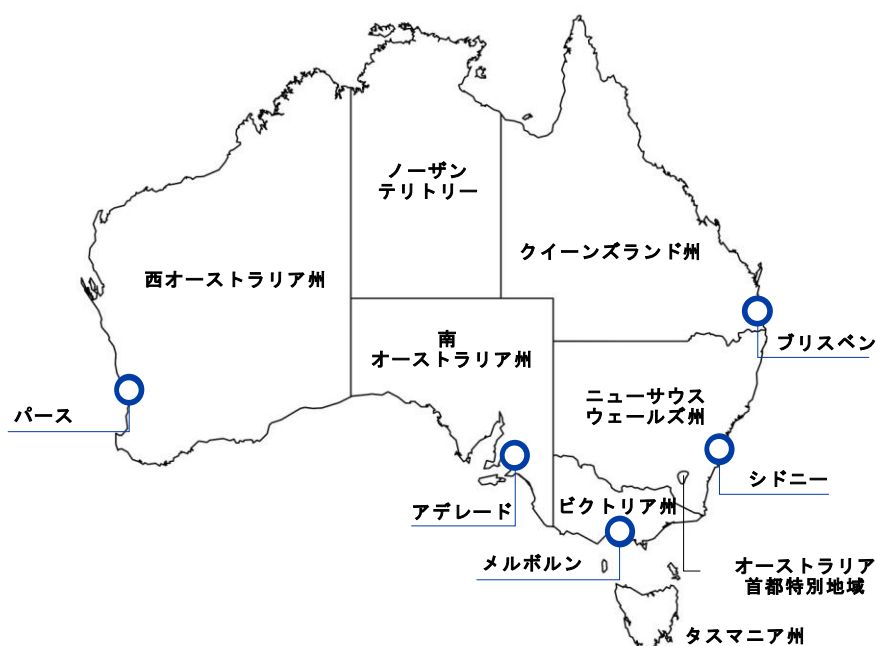 ノーザン
テリトリー
クイーンズランド州
西オーストラリア州
南
オーストラリア州
ブリスベン
ニューサウス
ウェールズ州
パース
シドニー
ビクトリア州
アデレード
メルボルン
オーストラリア
首都特別地域
タスマニア州